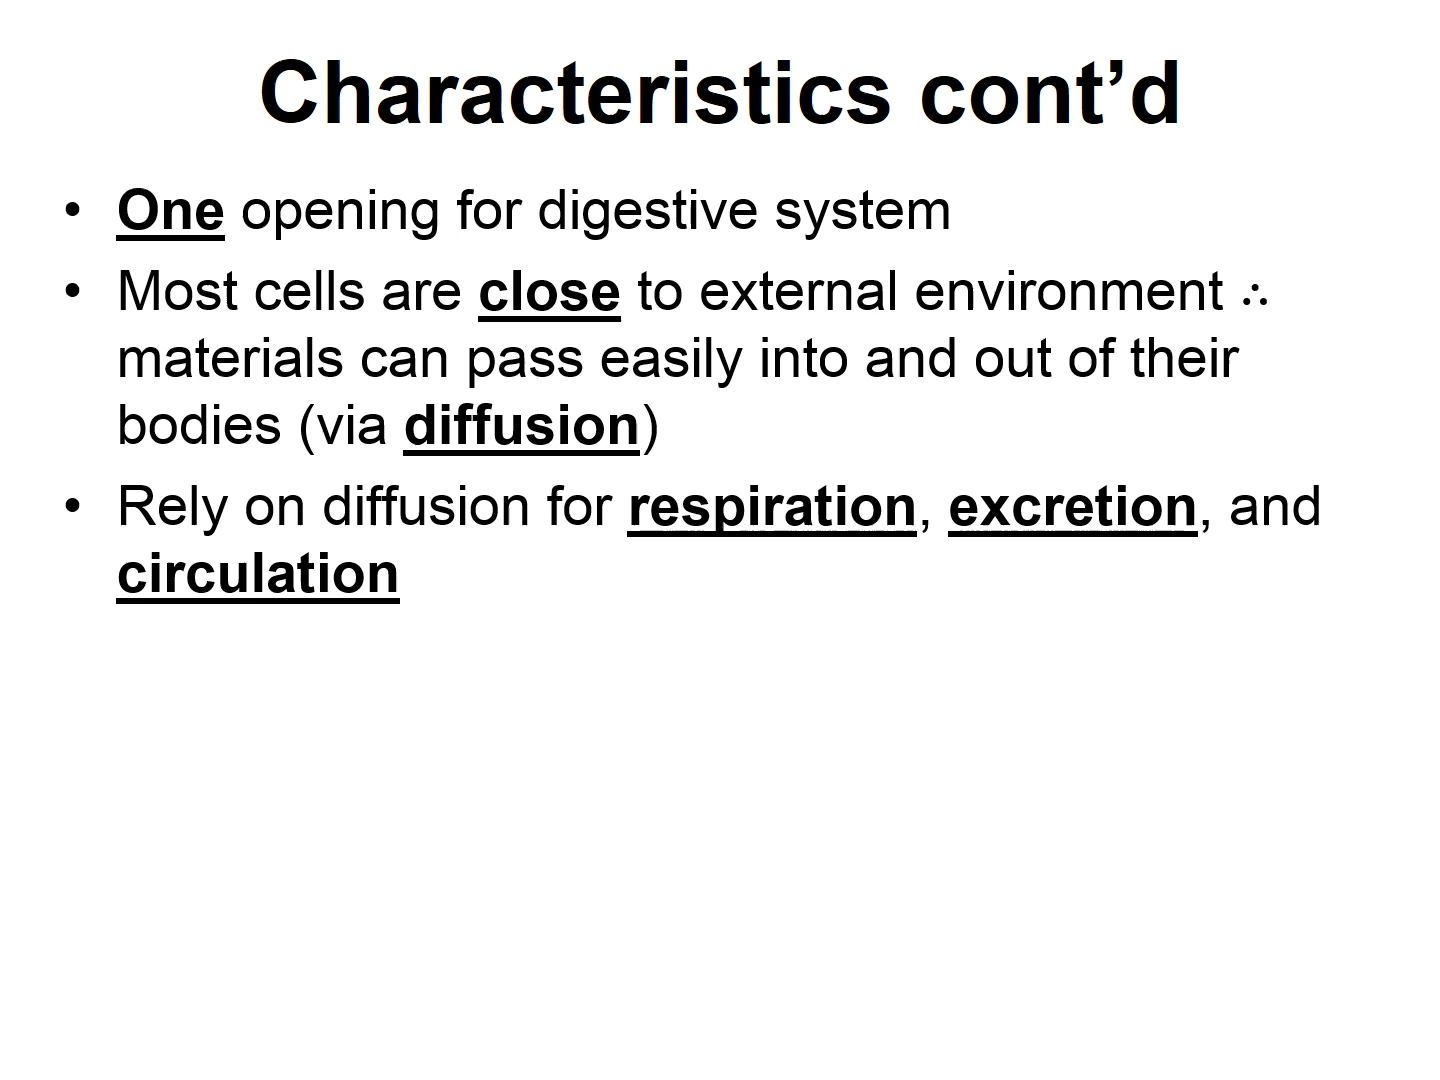 Characteristics cont’d
• One opening for digestive system
• Most cells are close to external environment ∴
materials can pass easily into and out of their
bodies (via diffusion)
• Rely on diffusion for respiration, excretion, and
circulation